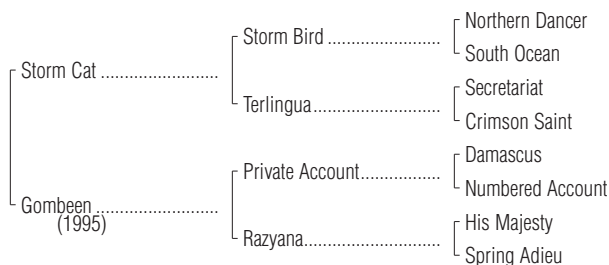 Northern Dancer
Storm Bird ........................
South Ocean
Storm Cat .........................
Secretariat
Terlingua ...........................
Crimson Saint
Damascus
Private Account.................
Numbered Account
Gombeen ..........................
(1995)
His Majesty
Razyana.............................
Spring Adieu